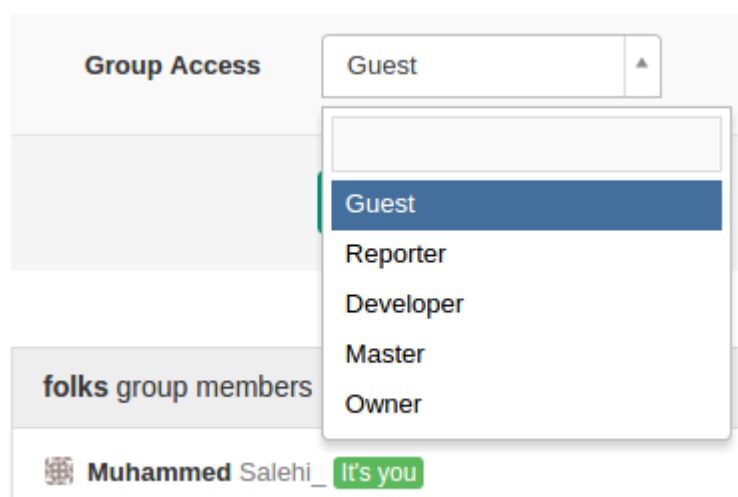 Group Access Guest
Guest
Reporter
Developer
Master
Owner
folks group members
Muhammed Salehi_ It's you